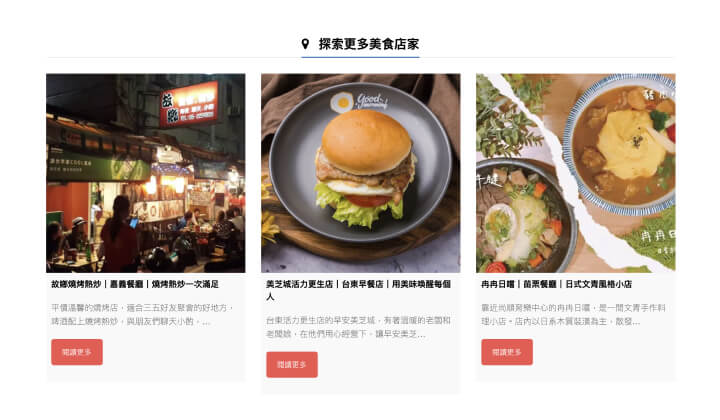 探索更多美食店家
故鄉燒烤熱炒｜嘉義餐廳｜燒烤熱炒一次滿足
平價溫馨的燒烤店，適合三五好友聚會的好地方，
啤酒配上燒烤熱炒，與朋友們聊天小酌，...
閱讀更多
Good
morning
美芝城活力更生店｜台東早餐店｜用美味喚醒每個
人
台東活力更生店的早安美芝城，有著溫暖的老闆和
老闆娘，在他們用心經營下，讓早安美芝...
閱讀更多
冉冉日
冉冉日嚐｜苗栗餐廳｜日式文青風格小店
靠近尚順育樂中心的冉冉日嚐，是一間文青手作料
理小店。店內以日系木質裝潢為主，散發...
閱讀更多